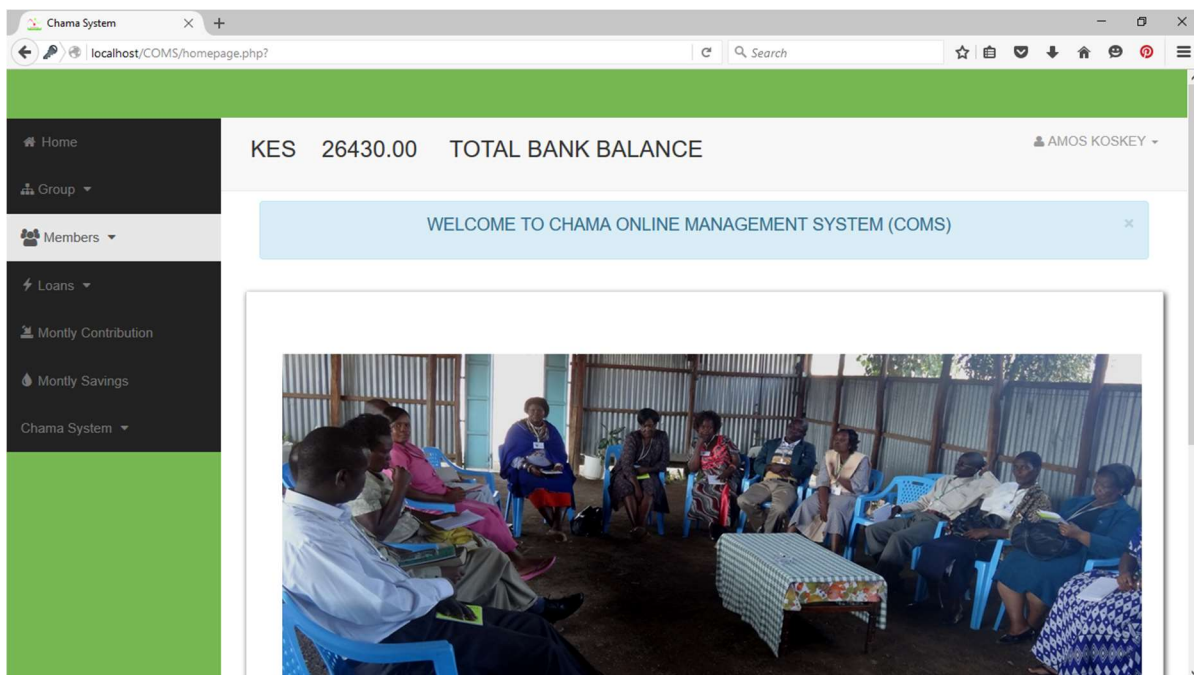 Chama System
localhost/COMS/homepage.php?
Search
KES 26430.00 TOTAL BANK BALANCE
AMOS KOSKEY
Home
Group
Members
Loans
Montly Contribution
Montly Savings
Chama System
WELCOME TO CHAMA ONLINE MANAGEMENT SYSTEM (COMS)